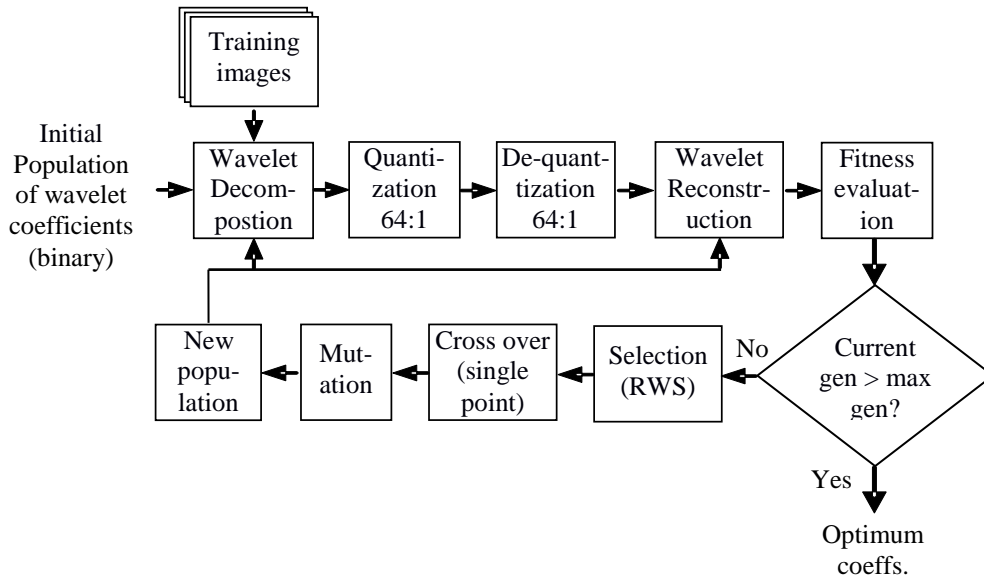 Training
images
Initial
Population
of wavelet
coefficients
(binary)
Wavelet
Decom-
postion
Quanti-
zation
64:1
De-quant-
tization
64:1
Wavelet
Reconstr-
uction
Fitness
evaluat-
ion
New
popu-
lation
Mut-
ation
Cross over
(single
point)
Selection
(RWS)
No
Current
gen > max
gen?
Yes
Optimum
coeffs.